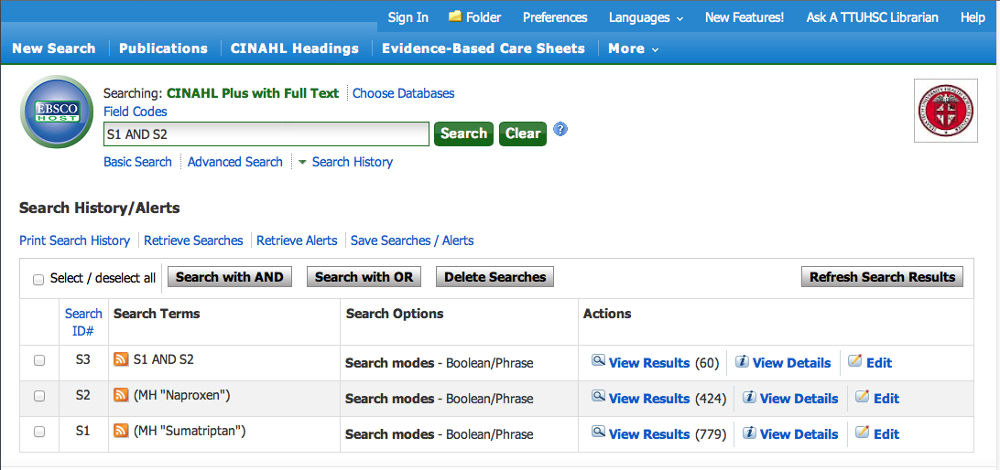 Sign In Folder Preferences Languages New Features! Ask A TTUHSC Librarian Help
New Search Publications CINAHL Headings Evidence-Based Care Sheets More
Searching: CINAHL Plus with Full Text Choose Databases
Field Codes
EBSCO
HOST
S1 AND S2 Search Clear ?
Basic Search Advanced Search Search History
Search History/Alerts
Print Search History Retrieve Searches Retrieve Alerts Save Searches / Alerts
Select / deselect all Search with AND Search with OR Delete Searches Refresh Search Results
Search ID# Search Terms Search Options Actions
S3 S1 AND S2 Search modes - Boolean/Phrase View Results (60) i View Details Edit
S2 (MH "Naproxen") Search modes - Boolean/Phrase View Results (424) i View Details Edit
S1 (MH "Sumatriptan") Search modes - Boolean/Phrase View Results (779) i View Details Edit